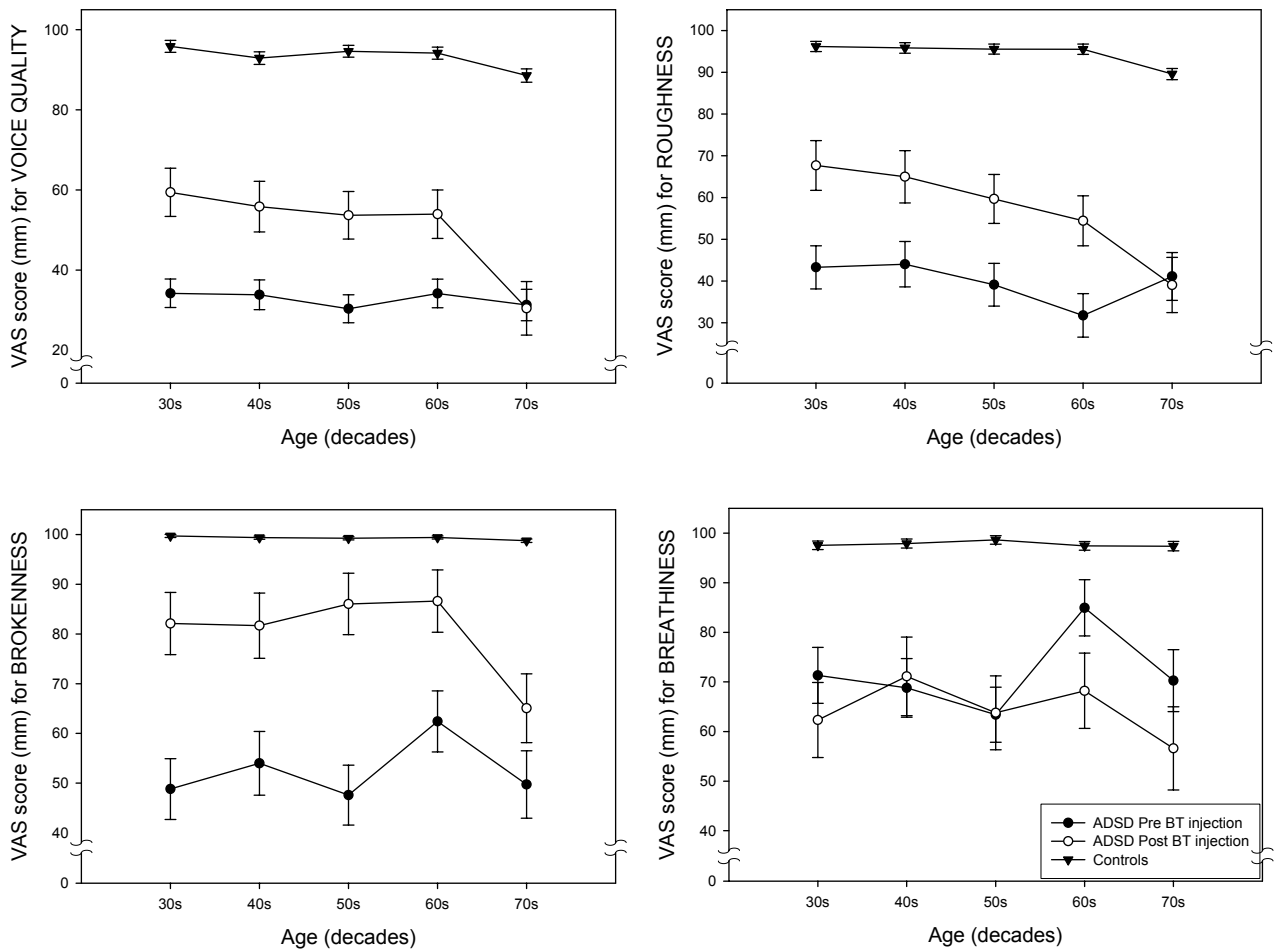 VAS score (mm) for VOICE QUALITY
100
80
60
40
20
0
30s 40s 50s 60s 70s
Age (decades)
VAS score (mm) for ROUGHNESS
100
90
80
70
60
50
40
30
0
30s 40s 50s 60s 70s
Age (decades)
VAS score (mm) for BROKENNESS
100
90
80
70
60
50
40
0
30s 40s 50s 60s 70s
Age (decades)
VAS score (mm) for BREATHINESS
100
90
80
70
60
50
40
0
30s 40s 50s 60s 70s
Age (decades)
ADSD Pre BT injection
ADSD Post BT injection
Controls